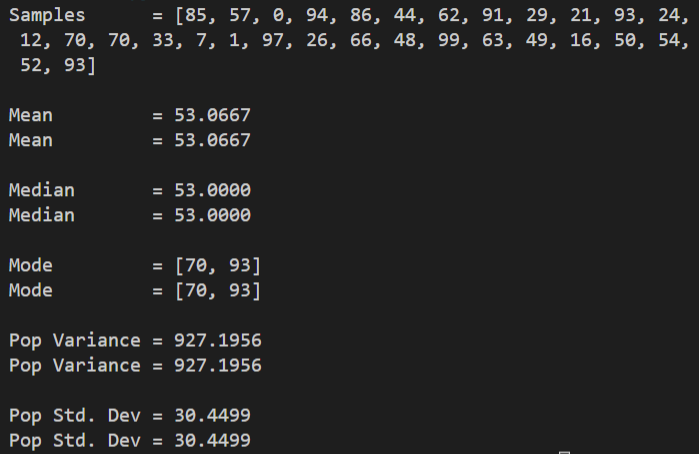 Samples         = [85, 57, 0, 94, 86, 44, 62, 91, 29, 21, 93, 24,
 12, 70, 70, 33, 7, 1, 97, 26, 66, 48, 99, 63, 49, 16, 50, 54,
 52, 93]

Mean            = 53.0667
Mean            = 53.0667

Median          = 53.0000
Median          = 53.0000

Mode            = [70, 93]
Mode            = [70, 93]

Pop Variance = 927.1956
Pop Variance = 927.1956

Pop Std. Dev = 30.4499
Pop Std. Dev = 30.4499